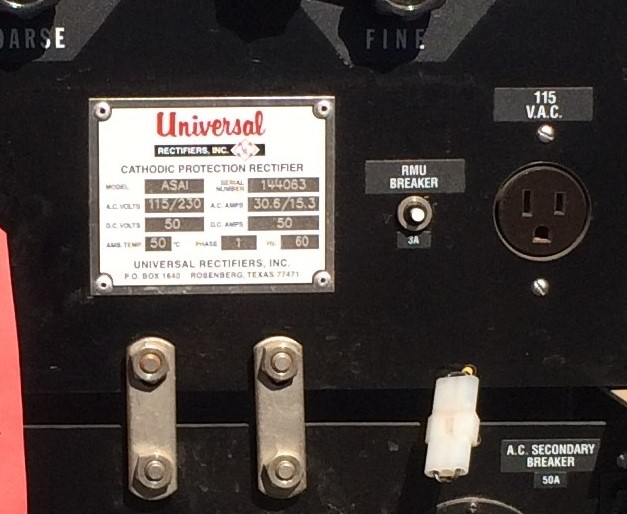 OARSE
FINE
115
V.A.C.
Universal
RECTIFIERS, INC.
CATHODIC PROTECTION RECTIFIER
MODEL ASAI SERIAL NUMBER 144063
A.C. VOLTS 115/230 A.C. AMPS 30.6/15.3
D.C. VOLTS 50 D.C. AMPS 50
AMB. TEMP. 50 °C PHASE 1 Hz. 60
UNIVERSAL RECTIFIERS, INC.
P.O. BOX 1640 ROSENBERG, TEXAS 77471
RMU
BREAKER
3A
A.C. SECONDARY
BREAKER
50A